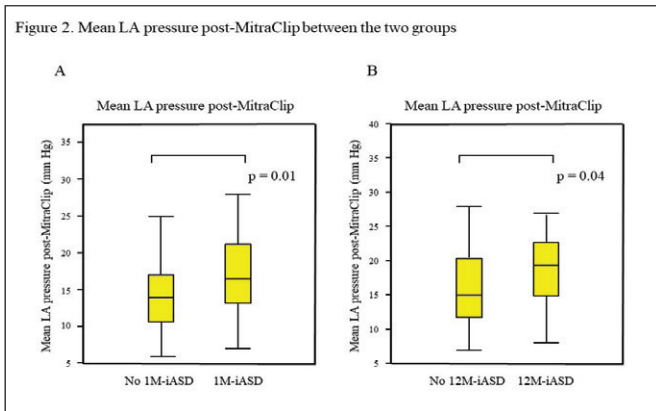 Figure 2. Mean LA pressure post-MitraClip between the two groups
A
Mean LA pressure post-MitraClip
Mean LA pressure post-MitraClip (mm Hg)
35
30
25
20
15
10
5
p = 0.01
No 1M-iASD 1M-iASD
B
Mean LA pressure post-MitraClip
Mean LA pressure post-MitraClip (mm Hg)
40
35
30
25
20
15
10
5
p = 0.04
No 12M-iASD 12M-iASD